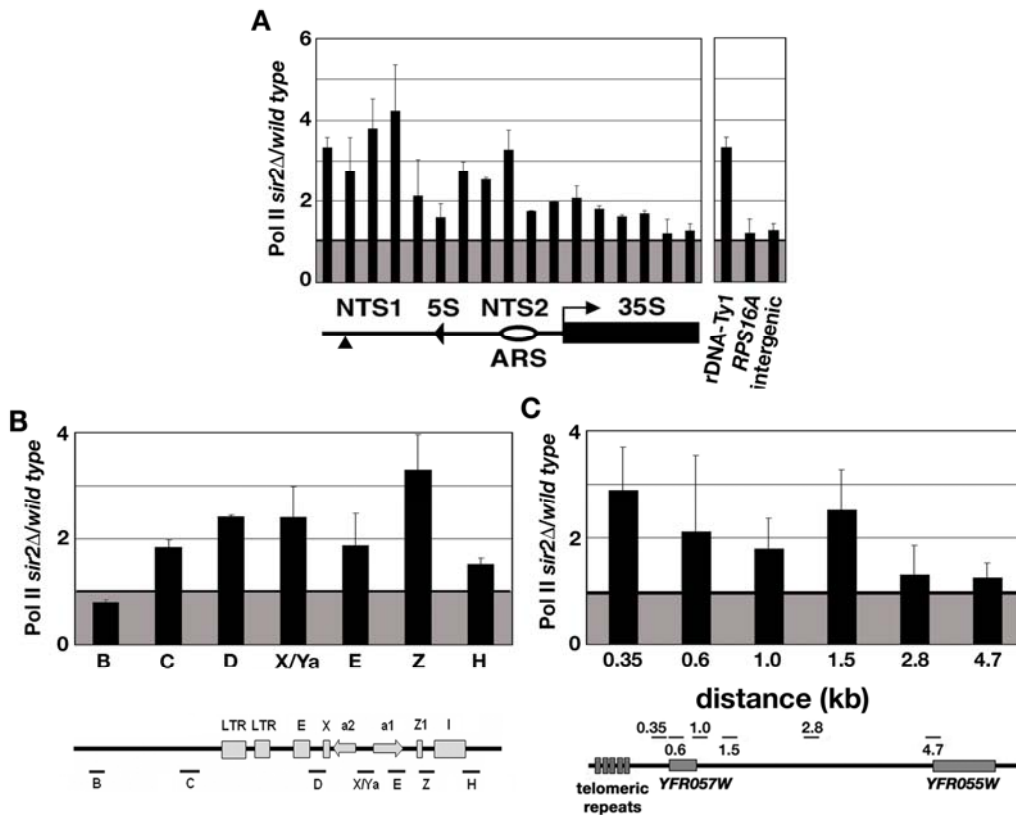 A
Pol II sir2Δ/wild type
6
4
2
0
NTS1 5S NTS2 35S
ARS
rDNA-Ty1
RPS16A
intergenic
B
Pol II sir2Δ/wild type
4
2
0
B C D X/Ya E Z H
LTR LTR E X a2 a1 Z1 I
B C D X/Ya E Z H
C
Pol II sir2Δ/wild type
4
2
0
0.35 0.6 1.0 1.5 2.8 4.7
distance (kb)
0.35 1.0 2.8
0.6 1.5 4.7
telomeric repeats YFR057W YFR055W